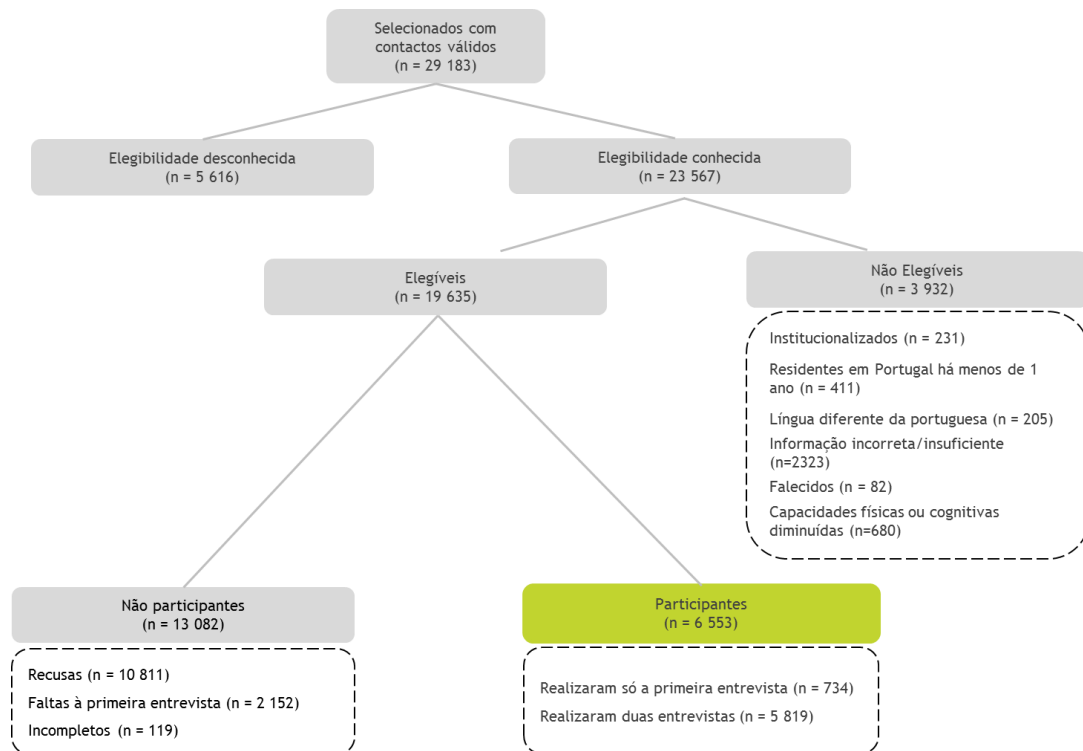 Selecionados com
contactos válidos
(n = 29 183)
Elegibilidade desconhecida
(n = 5 616)
Elegibilidade conhecida
(n = 23 567)
Elegíveis
(n = 19 635)
Não Elegíveis
(n = 3 932)
Institucionalizados (n = 231)
Residentes em Portugal há menos de 1
ano (n = 411)
Língua diferente da portuguesa (n = 205)
Informação incorreta/insuficiente
(n=2323)
Falecidos (n = 82)
Capacidades físicas ou cognitivas
diminuídas (n=680)
Não participantes
(n = 13 082)
Recusas (n = 10 811)
Faltas à primeira entrevista (n = 2 152)
Incompletos (n = 119)
Participantes
(n = 6 553)
Realizaram só a primeira entrevista (n = 734)
Realizaram duas entrevistas (n = 5 819)